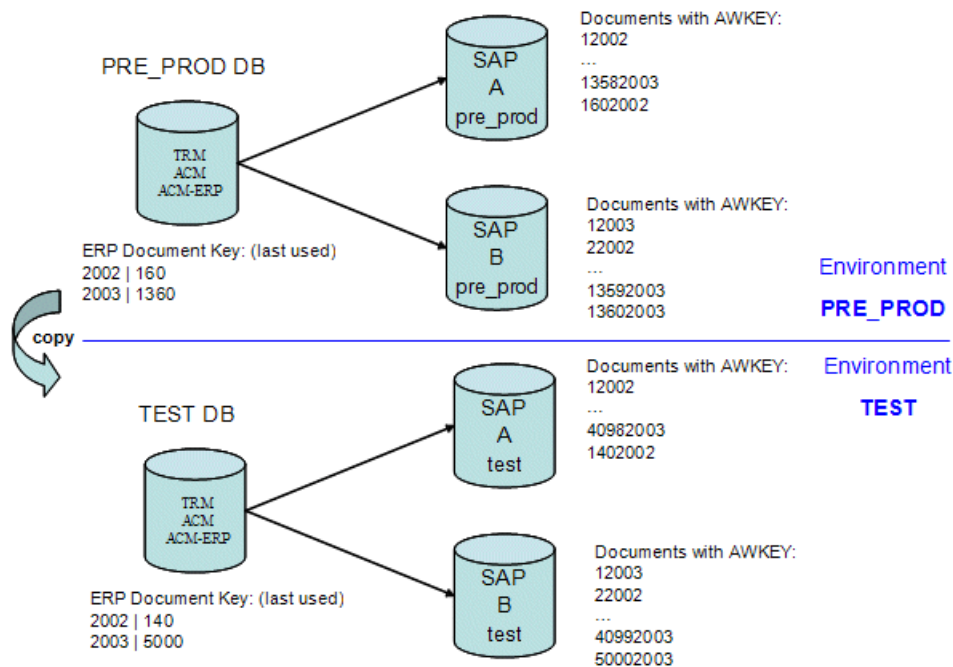 PRE_PROD DB
TRM
ACM
ACM-ERP
ERP Document Key: (last used)
2002 | 160
2003 | 1360
SAP
A
pre_prod
Documents with AWKEY:
12002
...
13582003
1602002
SAP
B
pre_prod
Documents with AWKEY:
12003
22002
...
13592003
13602003
Environment
PRE_PROD
copy
TEST DB
TRM
ACM
ACM-ERP
ERP Document Key: (last used)
2002 | 140
2003 | 5000
SAP
A
test
Documents with AWKEY:
12002
...
40982003
1402002
Environment
TEST
SAP
B
test
Documents with AWKEY:
12003
22002
...
40992003
50002003